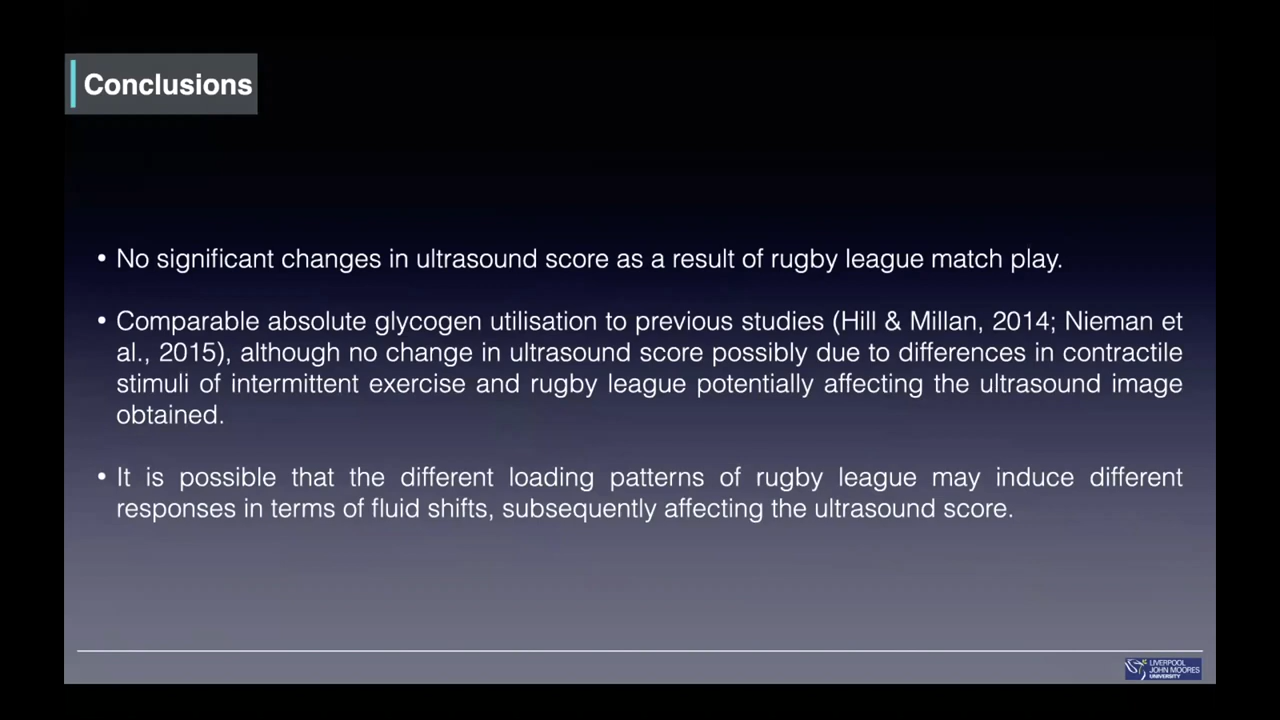 Conclusions
• No significant changes in ultrasound score as a result of rugby league match play.
• Comparable absolute glycogen utilisation to previous studies (Hill & Millan, 2014; Nieman et
al., 2015), although no change in ultrasound score possibly due to differences in contractile
stimuli of intermittent exercise and rugby league potentially affecting the ultrasound image
obtained.
• It is possible that the different loading patterns of rugby league may induce different
responses in terms of fluid shifts, subsequently affecting the ultrasound score.
LIVERPOOL
JOHN MOORES
UNIVERSITY